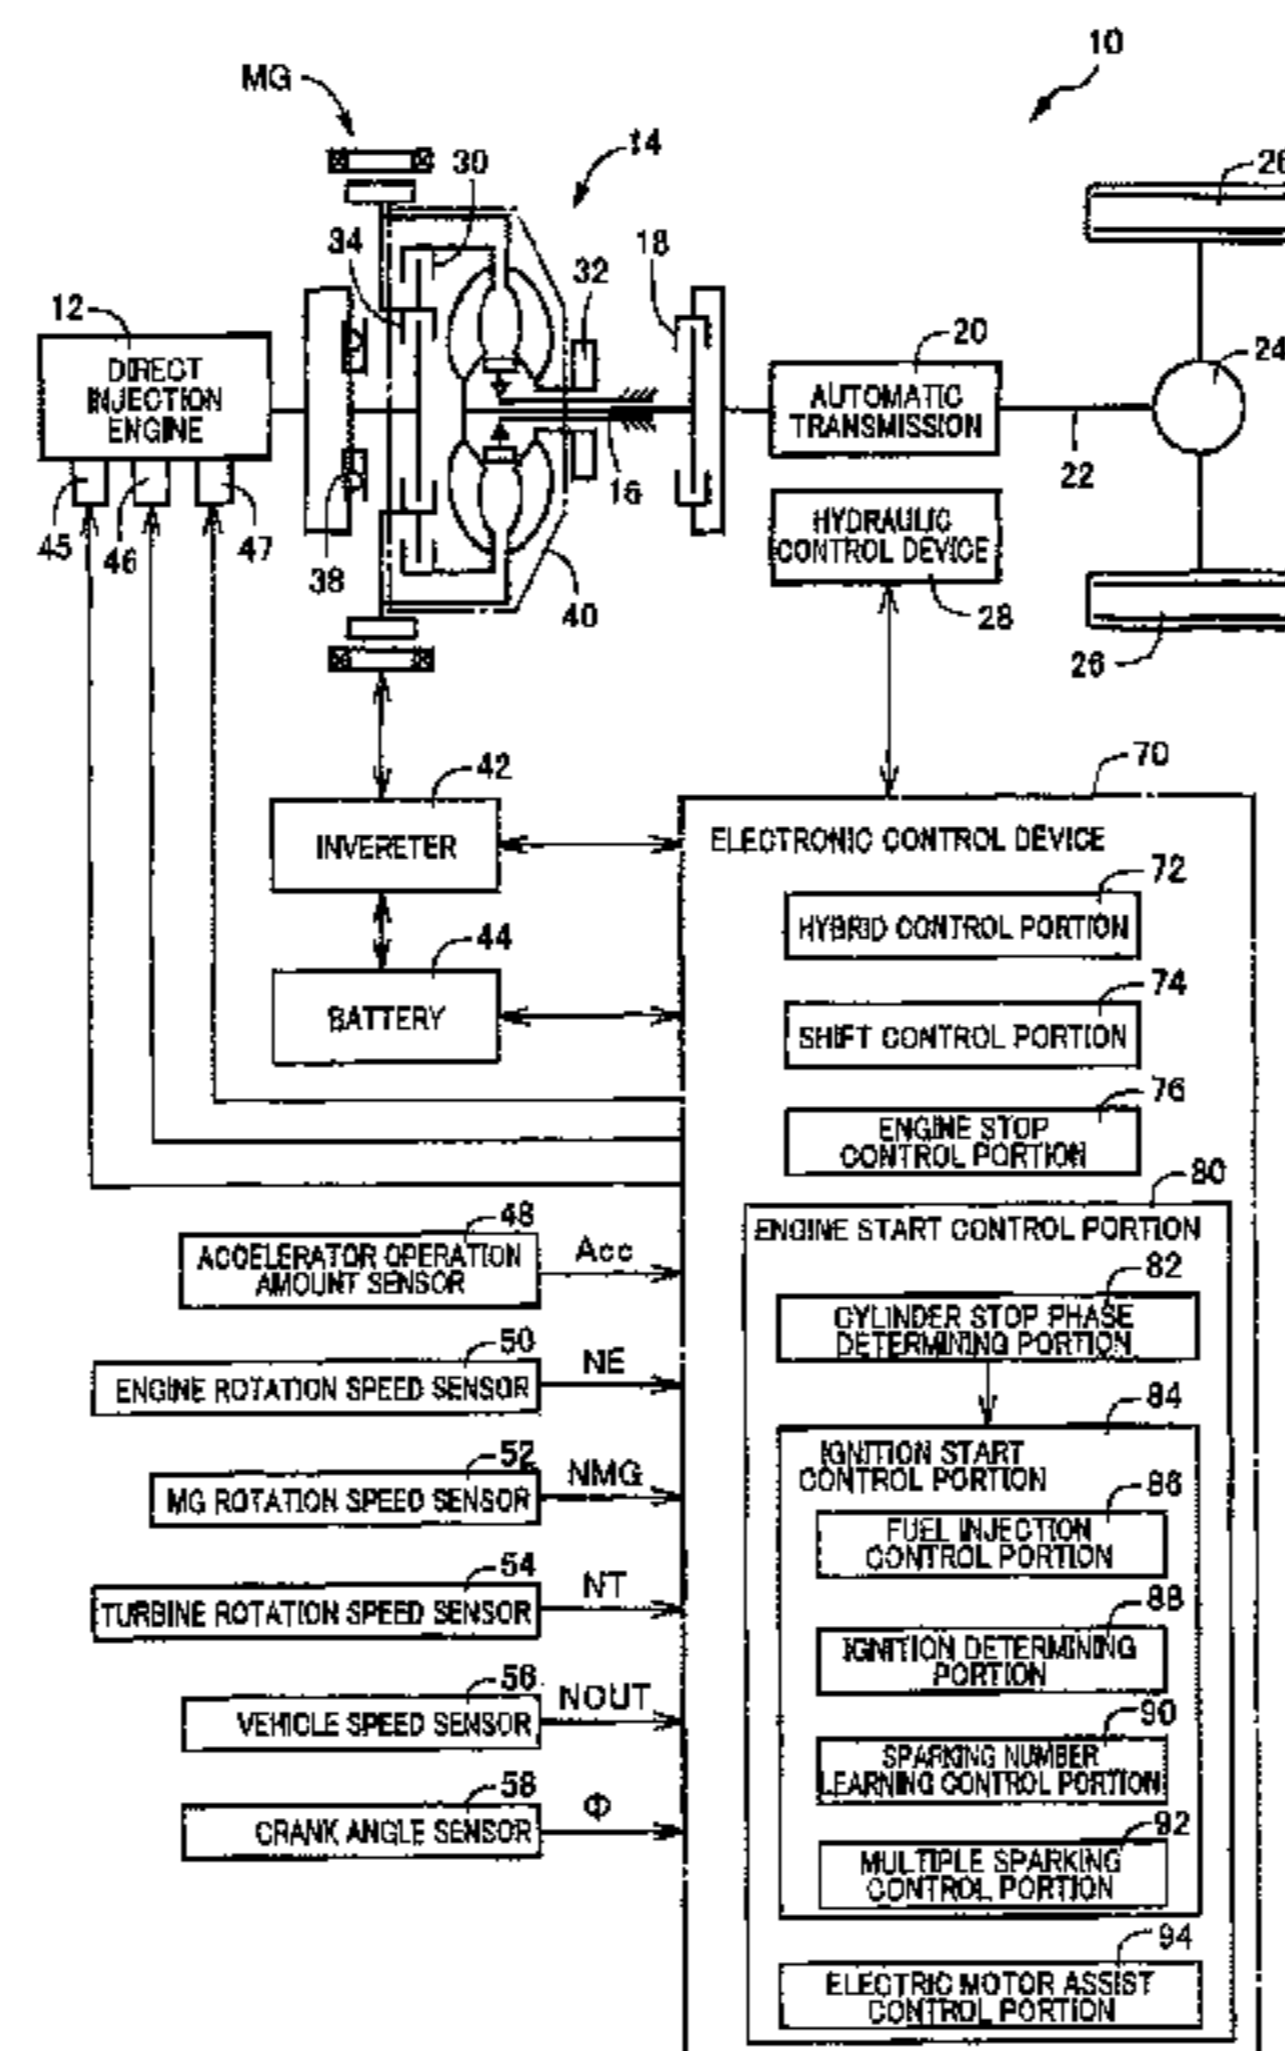 10
MG
14
30
26
34
18
32
12
20
24
DIRECT
INJECTION
ENGINE
AUTOMATIC
TRANSMISSION
16
22
45
46
47
38
HYDRAULIC
CONTROL DEVICE
40
28
26
42
70
INVERETER
ELECTRONIC CONTROL DEVICE
72
HYBRID CONTROL PORTION
44
BATTERY
74
SHIFT CONTROL PORTION
76
ENGINE STOP
CONTROL PORTION
80
ENGINE START CONTROL PORTION
48
ACCELERATOR OPERATION
AMOUNT SENSOR
Acc
82
CYLINDER STOP PHASE
DETERMINING PORTION
50
ENGINE ROTATION SPEED SENSOR
NE
84
IGNITION START
CONTROL PORTION
52
MG ROTATION SPEED SENSOR
NMG
86
FUEL INJECTION
CONTROL PORTION
54
TURBINE ROTATION SPEED SENSOR
NT
88
IGNITION DETERMINING
PORTION
56
VEHICLE SPEED SENSOR
NOUT
90
SPARKING NUMBER
LEARNING CONTROL PORTION
58
CRANK ANGLE SENSOR
Φ
92
MULTIPLE SPARKING
CONTROL PORTION
94
ELECTRIC MOTOR ASSIST
CONTROL PORTION